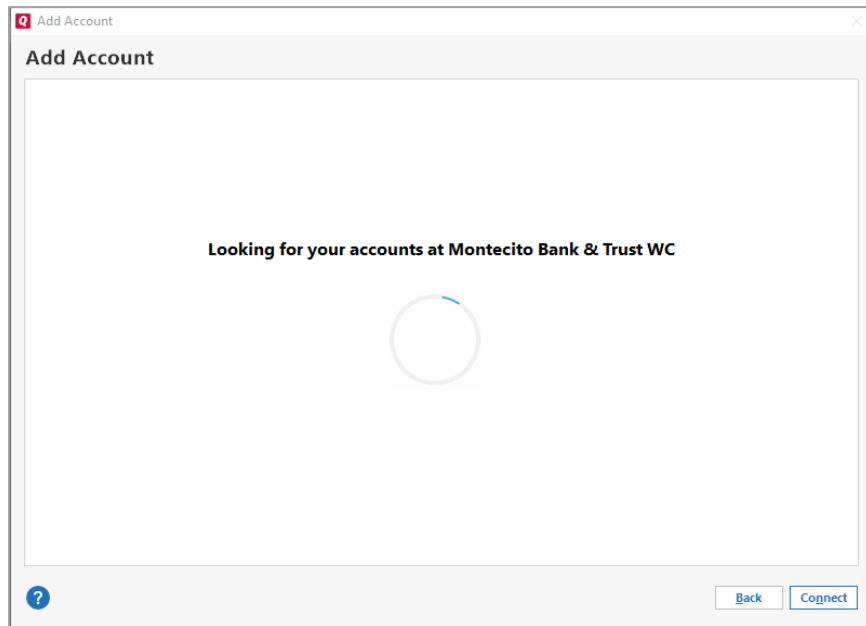 Add Account
Add Account
Looking for your accounts at Montecito Bank & Trust WC
?
Back
Connect